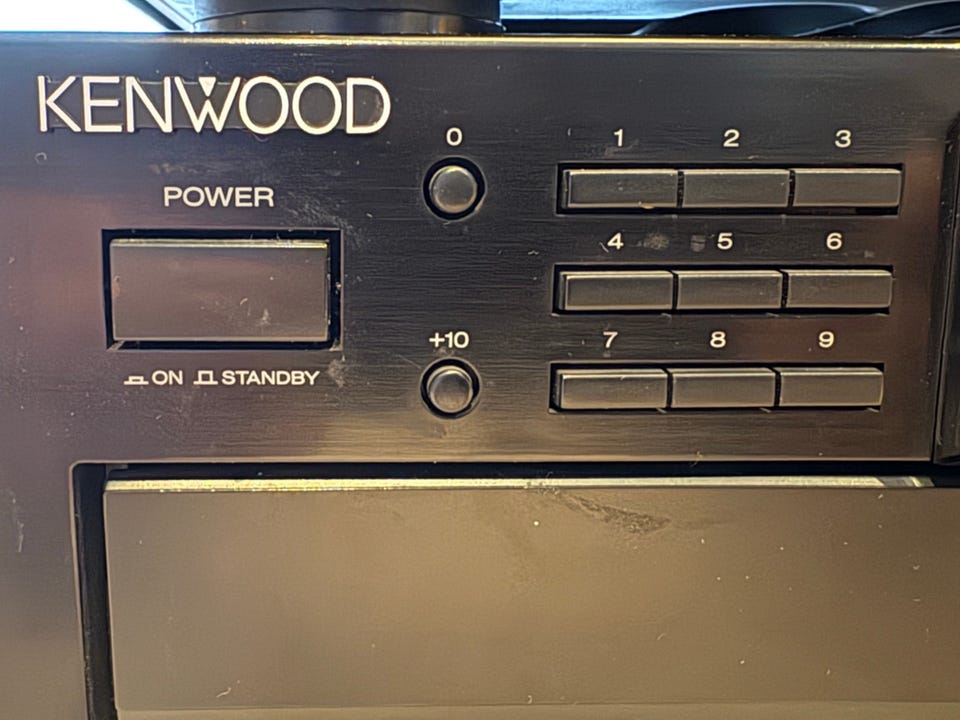 KENWOOD
0
1 2 3
POWER
4 5 6
+10
7 8 9
ON STANDBY